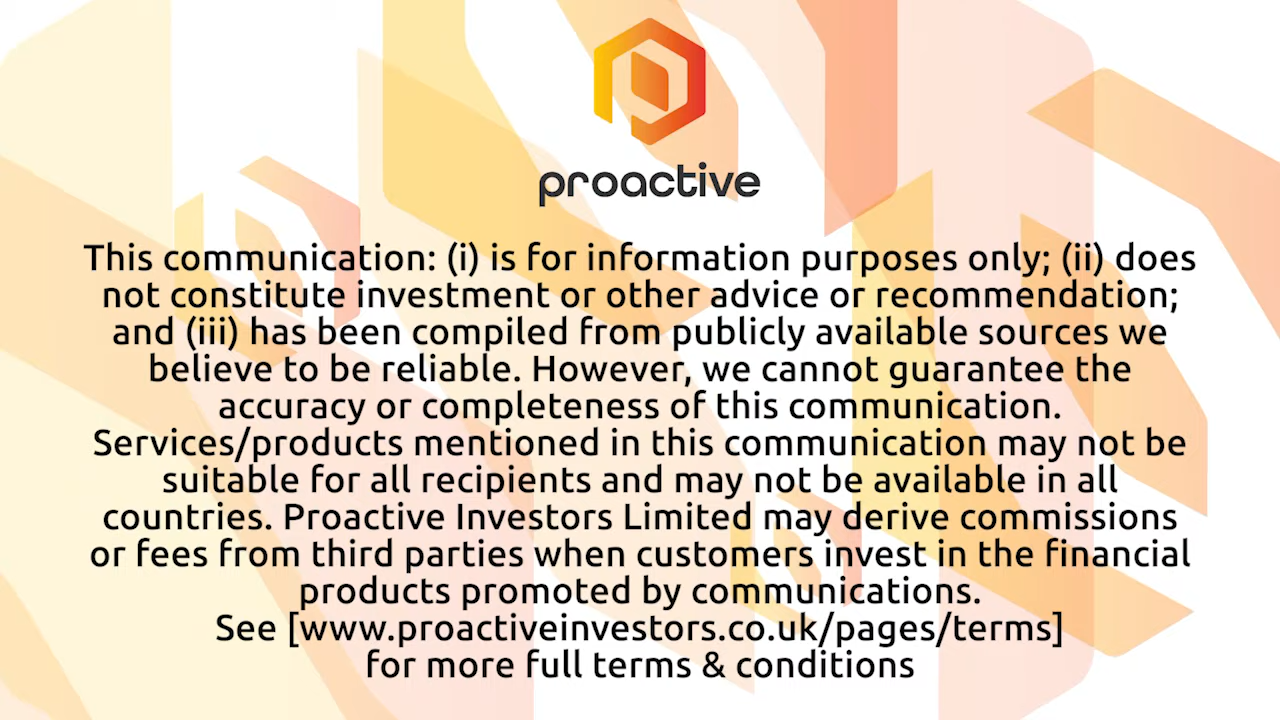 proactive
This communication: (i) is for information purposes only; (ii) does
not constitute investment or other advice or recommendation;
and (iii) has been compiled from publicly available sources we
believe to be reliable. However, we cannot guarantee the
accuracy or completeness of this communication.
Services/products mentioned in this communication may not be
suitable for all recipients and may not be available in all
countries. Proactive Investors Limited may derive commissions
or fees from third parties when customers invest in the financial
products promoted by communications.
See [www.proactiveinvestors.co.uk/pages/terms]
for more full terms & conditions